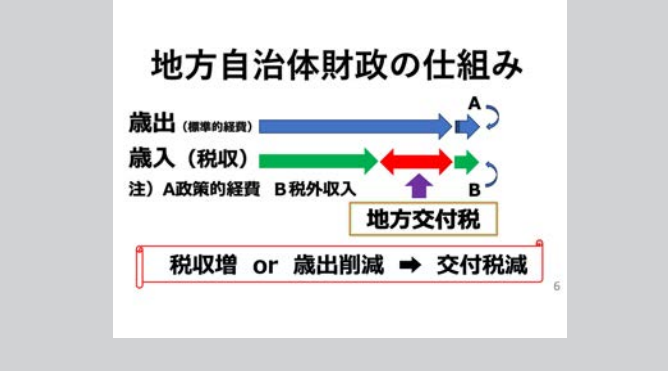 地方自治体財政の仕組み
A
歳出（標準的経費）
歳入（税収）
注）A政策的経費 B税外収入
B
地方交付税
税収増 or 歳出削減 ➡ 交付税減
6